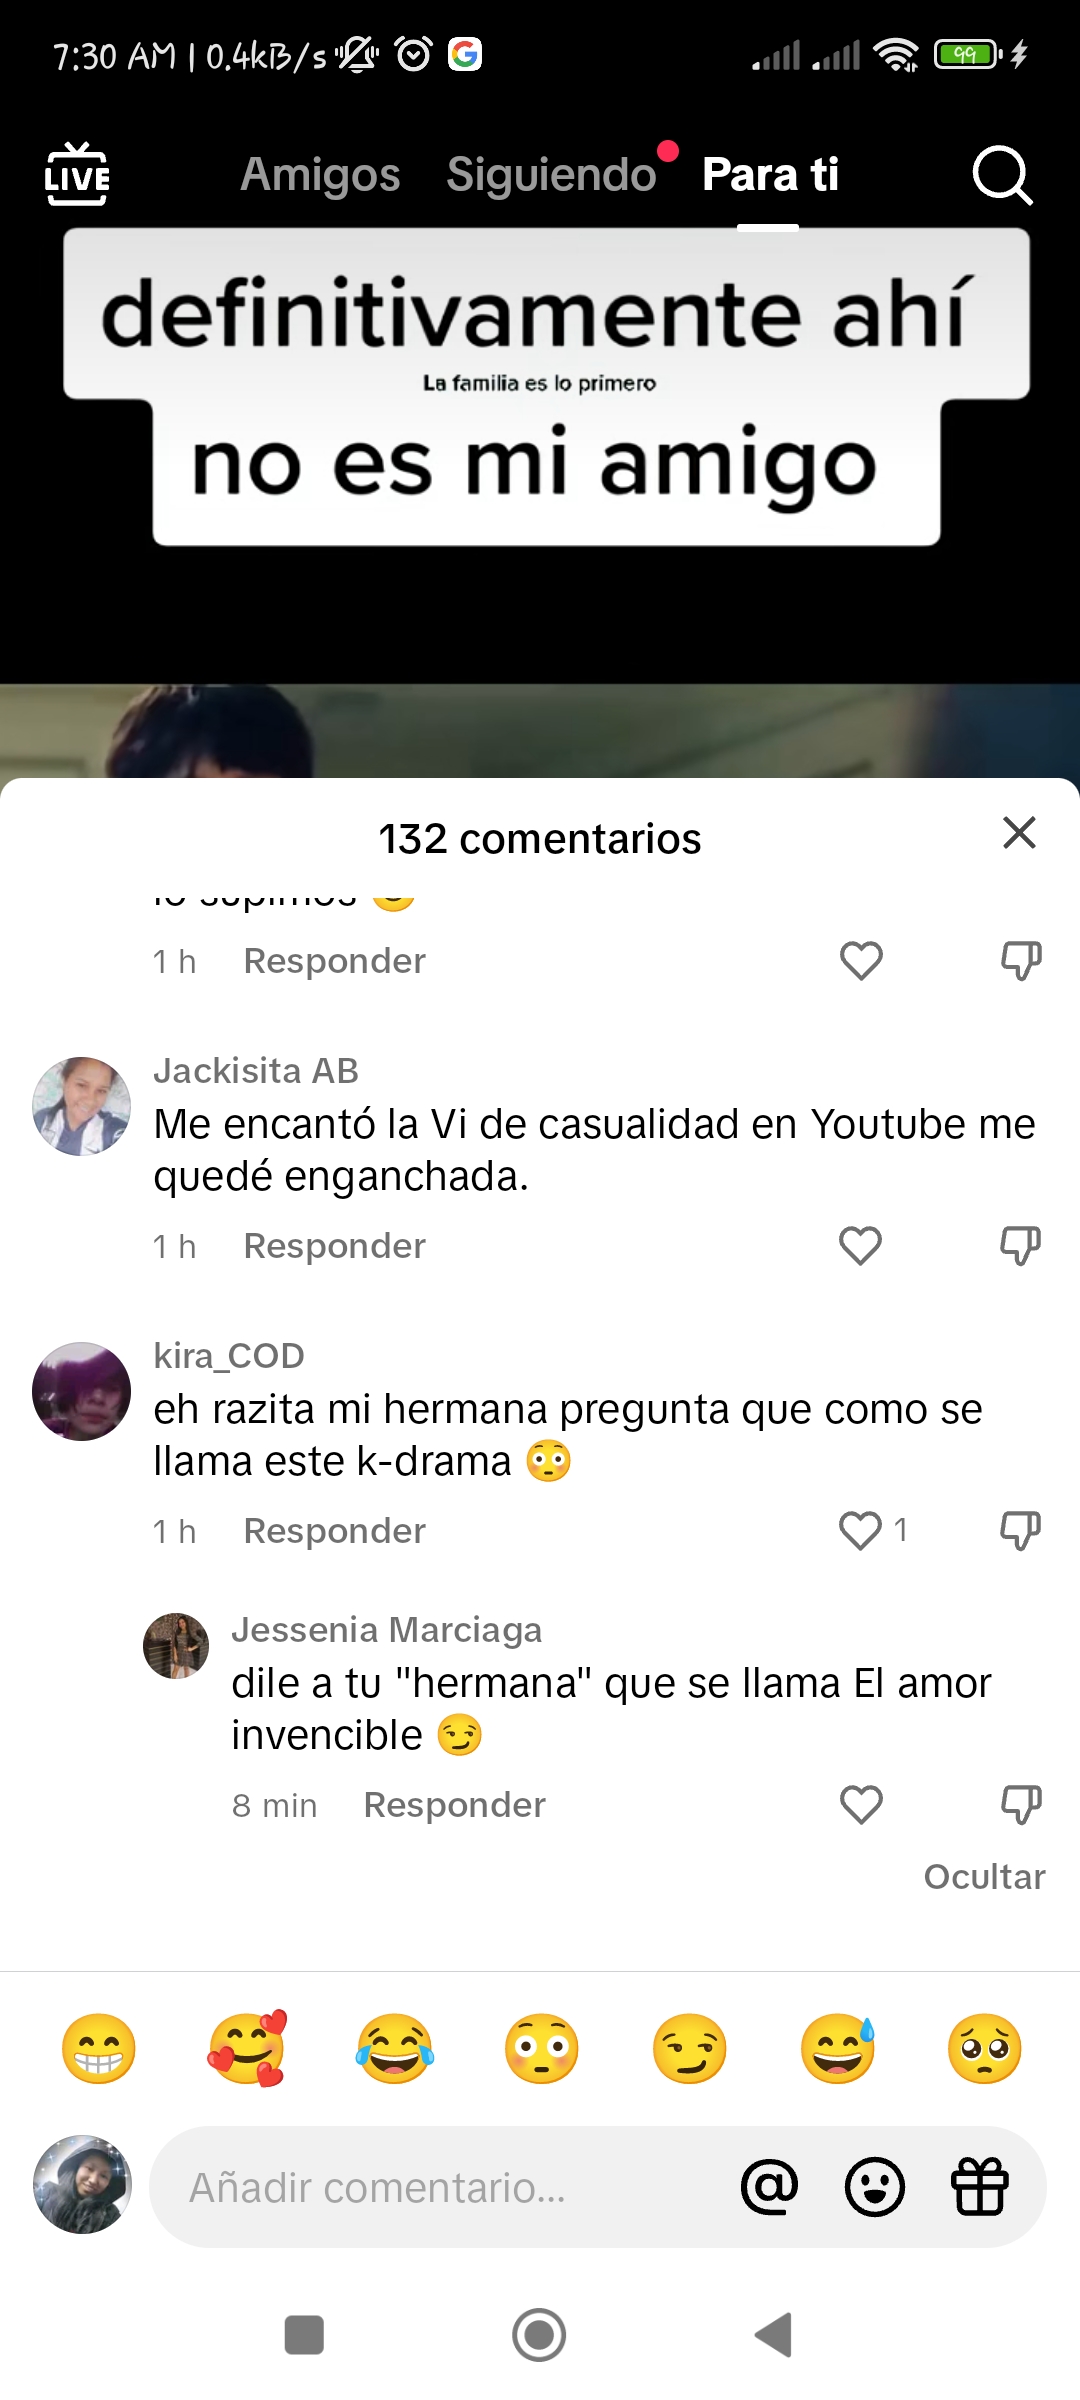 7:30 AM | 0.4kB/s
99
LIVE
Amigos Siguiendo Para ti
definitivamente ahí
La familia es lo primero
no es mi amigo
132 comentarios
lo supimos 
1 h Responder
Jackisita AB
Me encantó la Vi de casualidad en Youtube me
quedé enganchada.
1 h Responder
kira_COD
eh razita mi hermana pregunta que como se
llama este k-drama 😳
1 h Responder 1
Jessenia Marciaga
dile a tu "hermana" que se llama El amor
invencible 😏
8 min Responder
Ocultar
Añadir comentario...